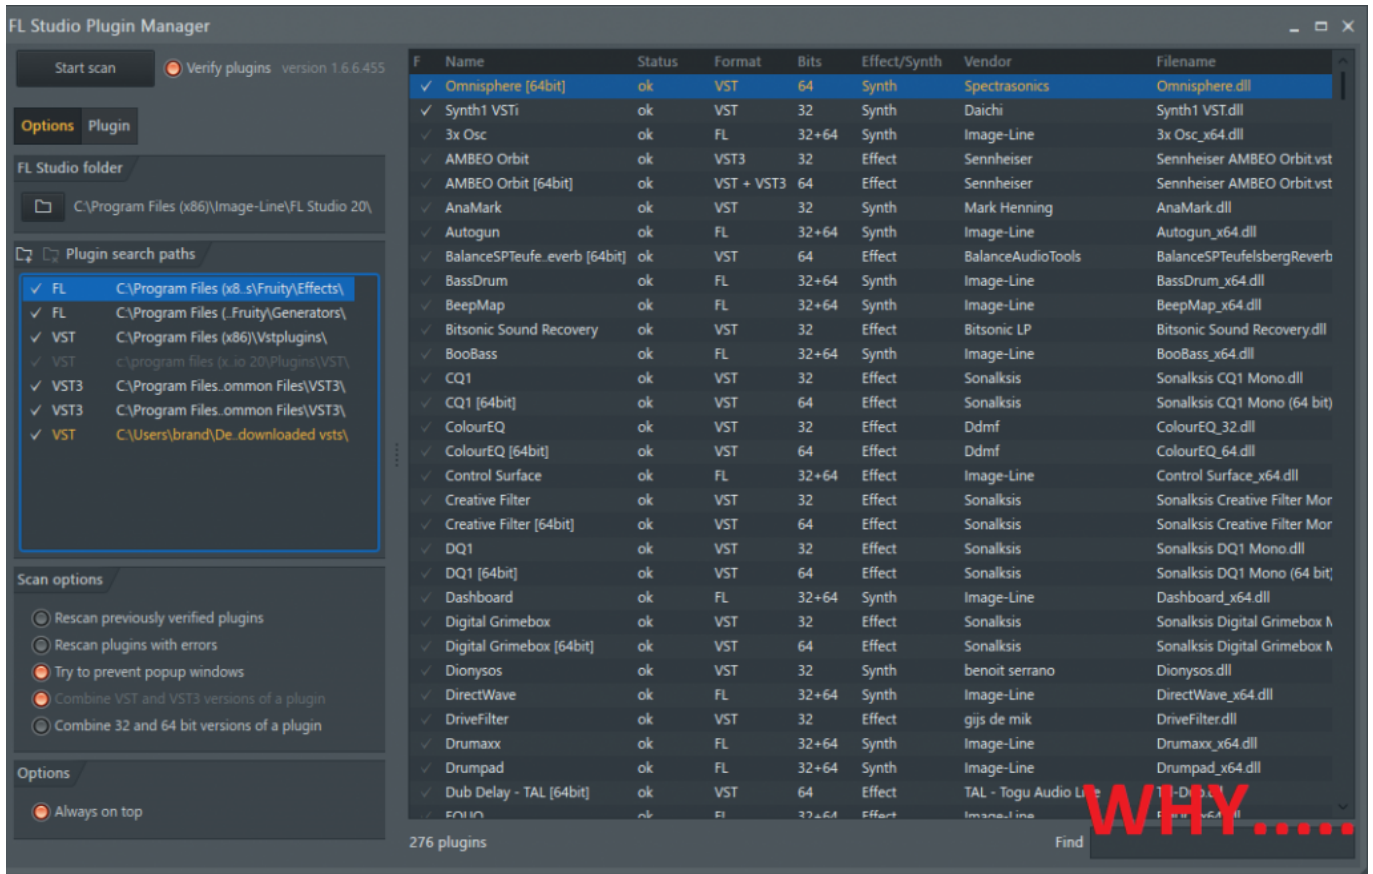 FL Studio Plugin Manager
Start scan Verify plugins version 1.6.6.455
Options Plugin
FL Studio folder
C:\Program Files (x86)\Image-Line\FL Studio 20\
Plugin search paths
FL C:\Program Files (x8..s\Fruity\Effects\
FL C:\Program Files (..Fruity\Generators\
VST C:\Program Files (x86)\Vstplugins\
VST c:\program files (x..io 20\Plugins\VST\
VST3 C:\Program Files..ommon Files\VST3\
VST3 C:\Program Files..ommon Files\VST3\
VST C:\Users\brand\De..downloaded vsts\
Scan options
Rescan previously verified plugins
Rescan plugins with errors
Try to prevent popup windows
Combine VST and VST3 versions of a plugin
Combine 32 and 64 bit versions of a plugin
Options
Always on top
F Name Status Format Bits Effect/Synth Vendor Filename
Omnisphere [64bit] ok VST 64 Synth Spectrasonics Omnisphere.dll
Synth1 VSTi ok VST 32 Synth Daichi Synth1 VST.dll
3x Osc ok FL 32+64 Synth Image-Line 3x Osc_x64.dll
AMBEO Orbit ok VST3 32 Effect Sennheiser Sennheiser AMBEO Orbit.vst
AMBEO Orbit [64bit] ok VST + VST3 64 Effect Sennheiser Sennheiser AMBEO Orbit.vst
AnaMark ok VST 32 Synth Mark Henning AnaMark.dll
Autogun ok FL 32+64 Synth Image-Line Autogun_x64.dll
BalanceSPTeufe..everb [64bit] ok VST 64 Effect BalanceAudioTools BalanceSPTeufelsbergReverb
BassDrum ok FL 32+64 Synth Image-Line BassDrum_x64.dll
BeepMap ok FL 32+64 Synth Image-Line BeepMap_x64.dll
Bitsonic Sound Recovery ok VST 32 Effect Bitsonic LP Bitsonic Sound Recovery.dll
BooBass ok FL 32+64 Synth Image-Line BooBass_x64.dll
CQ1 ok VST 32 Effect Sonalksis Sonalksis CQ1 Mono.dll
CQ1 [64bit] ok VST 64 Effect Sonalksis Sonalksis CQ1 Mono (64 bit)
ColourEQ ok VST 32 Effect Ddmf ColourEQ_32.dll
ColourEQ [64bit] ok VST 64 Effect Ddmf ColourEQ_64.dll
Control Surface ok FL 32+64 Effect Image-Line Control Surface_x64.dll
Creative Filter ok VST 32 Effect Sonalksis Sonalksis Creative Filter Mor
Creative Filter [64bit] ok VST 64 Effect Sonalksis Sonalksis Creative Filter Mor
DQ1 ok VST 32 Effect Sonalksis Sonalksis DQ1 Mono.dll
DQ1 [64bit] ok VST 64 Effect Sonalksis Sonalksis DQ1 Mono (64 bit)
Dashboard ok FL 32+64 Synth Image-Line Dashboard_x64.dll
Digital Grimebox ok VST 32 Effect Sonalksis Sonalksis Digital Grimebox
Digital Grimebox [64bit] ok VST 64 Effect Sonalksis Sonalksis Digital Grimebox
Dionysos ok VST 32 Synth benoit serrano Dionysos.dll
DirectWave ok FL 32+64 Synth Image-Line DirectWave_x64.dll
DriveFilter ok VST 32 Effect gijs de mik DriveFilter.dll
Drumaxx ok FL 32+64 Synth Image-Line Drumaxx_x64.dll
Drumpad ok FL 32+64 Synth Image-Line Drumpad_x64.dll
Dub Delay - TAL [64bit] ok VST 64 Effect TAL - Togu Audio
EQUO ok FL 32+64 Effect Image-Line
WHY.....
276 plugins Find